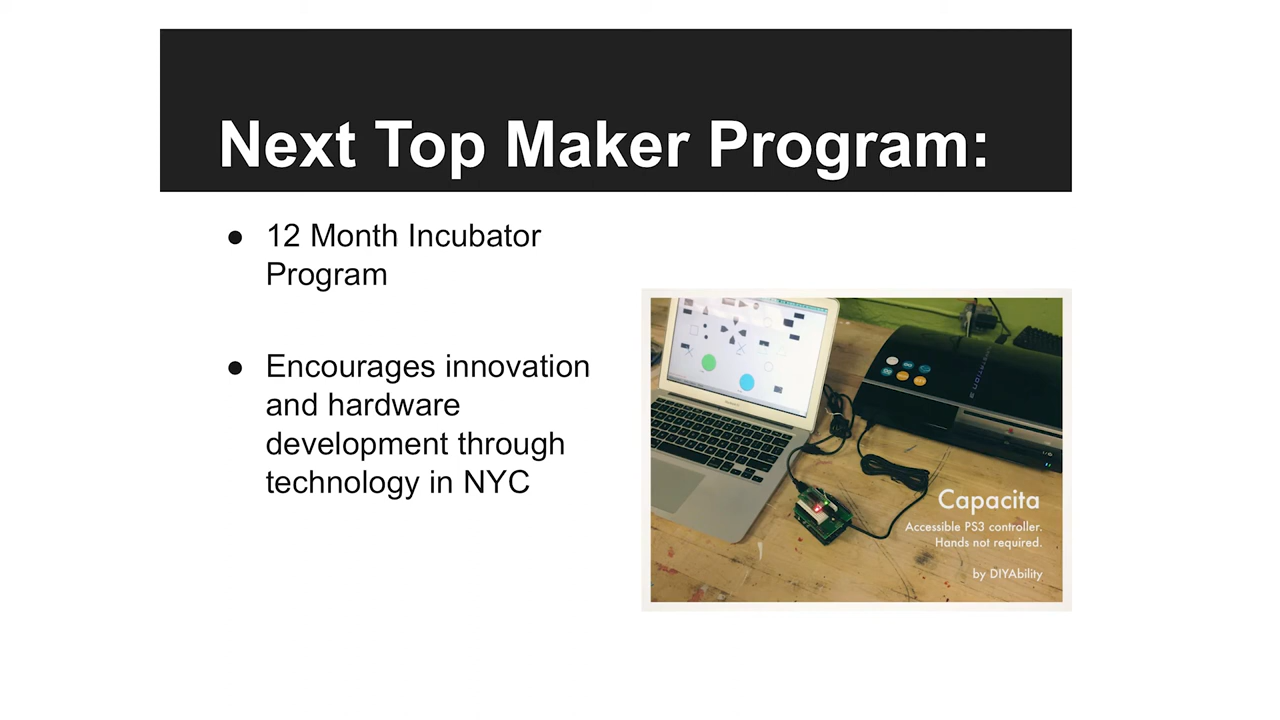 Next Top Maker Program:
● 12 Month Incubator
Program
● Encourages innovation
and hardware
development through
technology in NYC
Capacita
Accessible PS3 controller.
Hands not required.
by DIYAbility